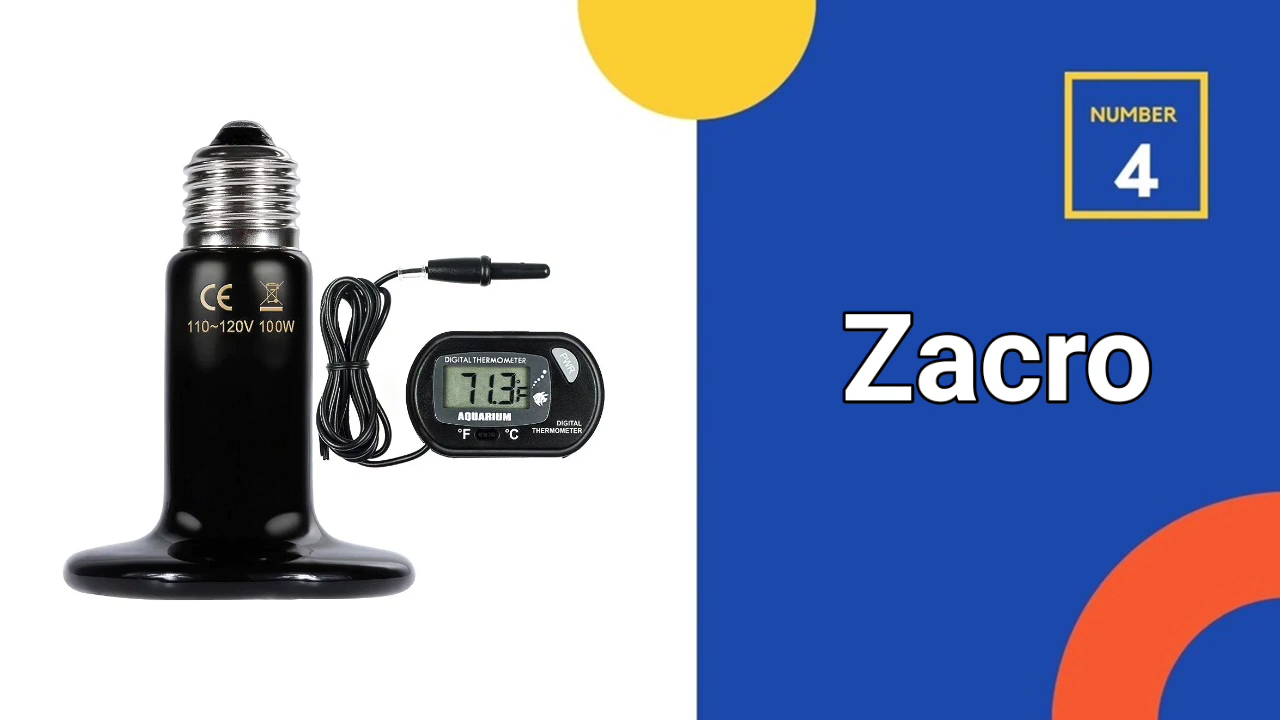 CE
110~120V 100W
DIGITAL THERMOMETER
PWR
71.3°F
AQUARIUM
°F °C
DIGITAL
THERMOMETER
NUMBER
4
Zacro